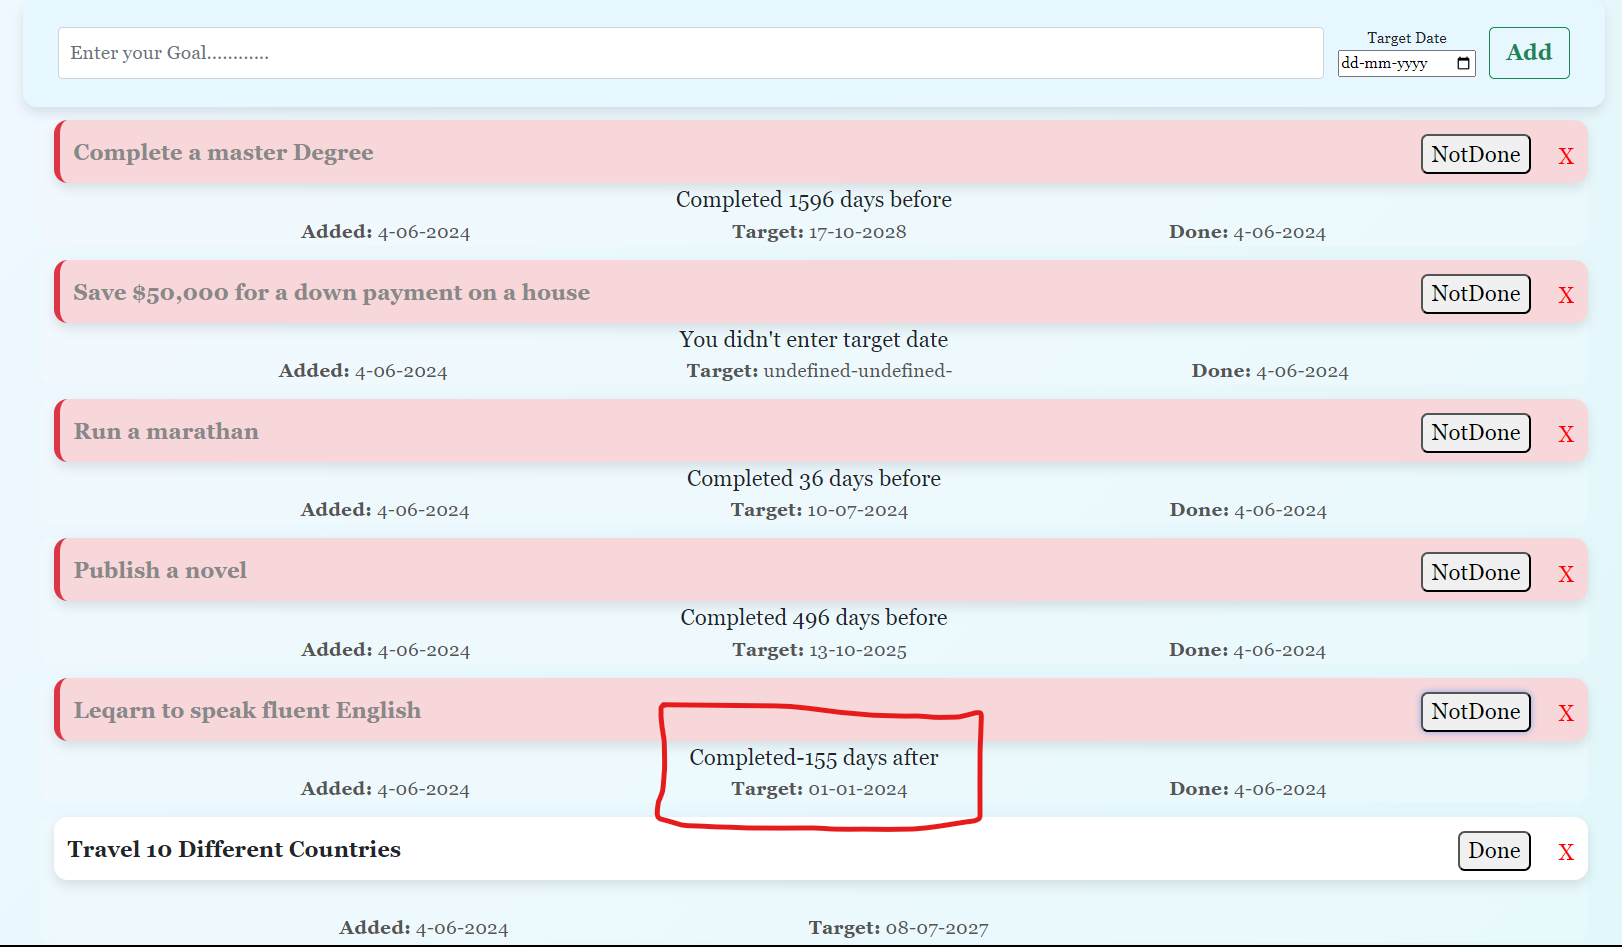 Enter your Goal............
Target Date
dd-mm-yyyy
Add
Complete a master Degree
NotDone
X
Completed 1596 days before
Added: 4-06-2024
Target: 17-10-2028
Done: 4-06-2024
Save $50,000 for a down payment on a house
NotDone
X
You didn't enter target date
Added: 4-06-2024
Target: undefined-undefined-
Done: 4-06-2024
Run a marathan
NotDone
X
Completed 36 days before
Added: 4-06-2024
Target: 10-07-2024
Done: 4-06-2024
Publish a novel
NotDone
X
Completed 496 days before
Added: 4-06-2024
Target: 13-10-2025
Done: 4-06-2024
Leqarn to speak fluent English
NotDone
X
Completed-155 days after
Added: 4-06-2024
Target: 01-01-2024
Done: 4-06-2024
Travel 10 Different Countries
Done
X
Added: 4-06-2024
Target: 08-07-2027